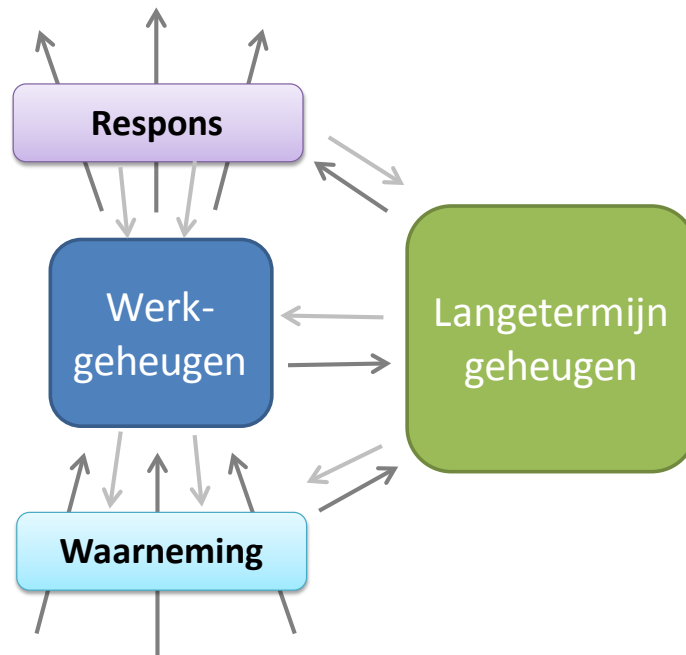 Respons
Werk-
geheugen
Langetermijn
geheugen
Waarneming